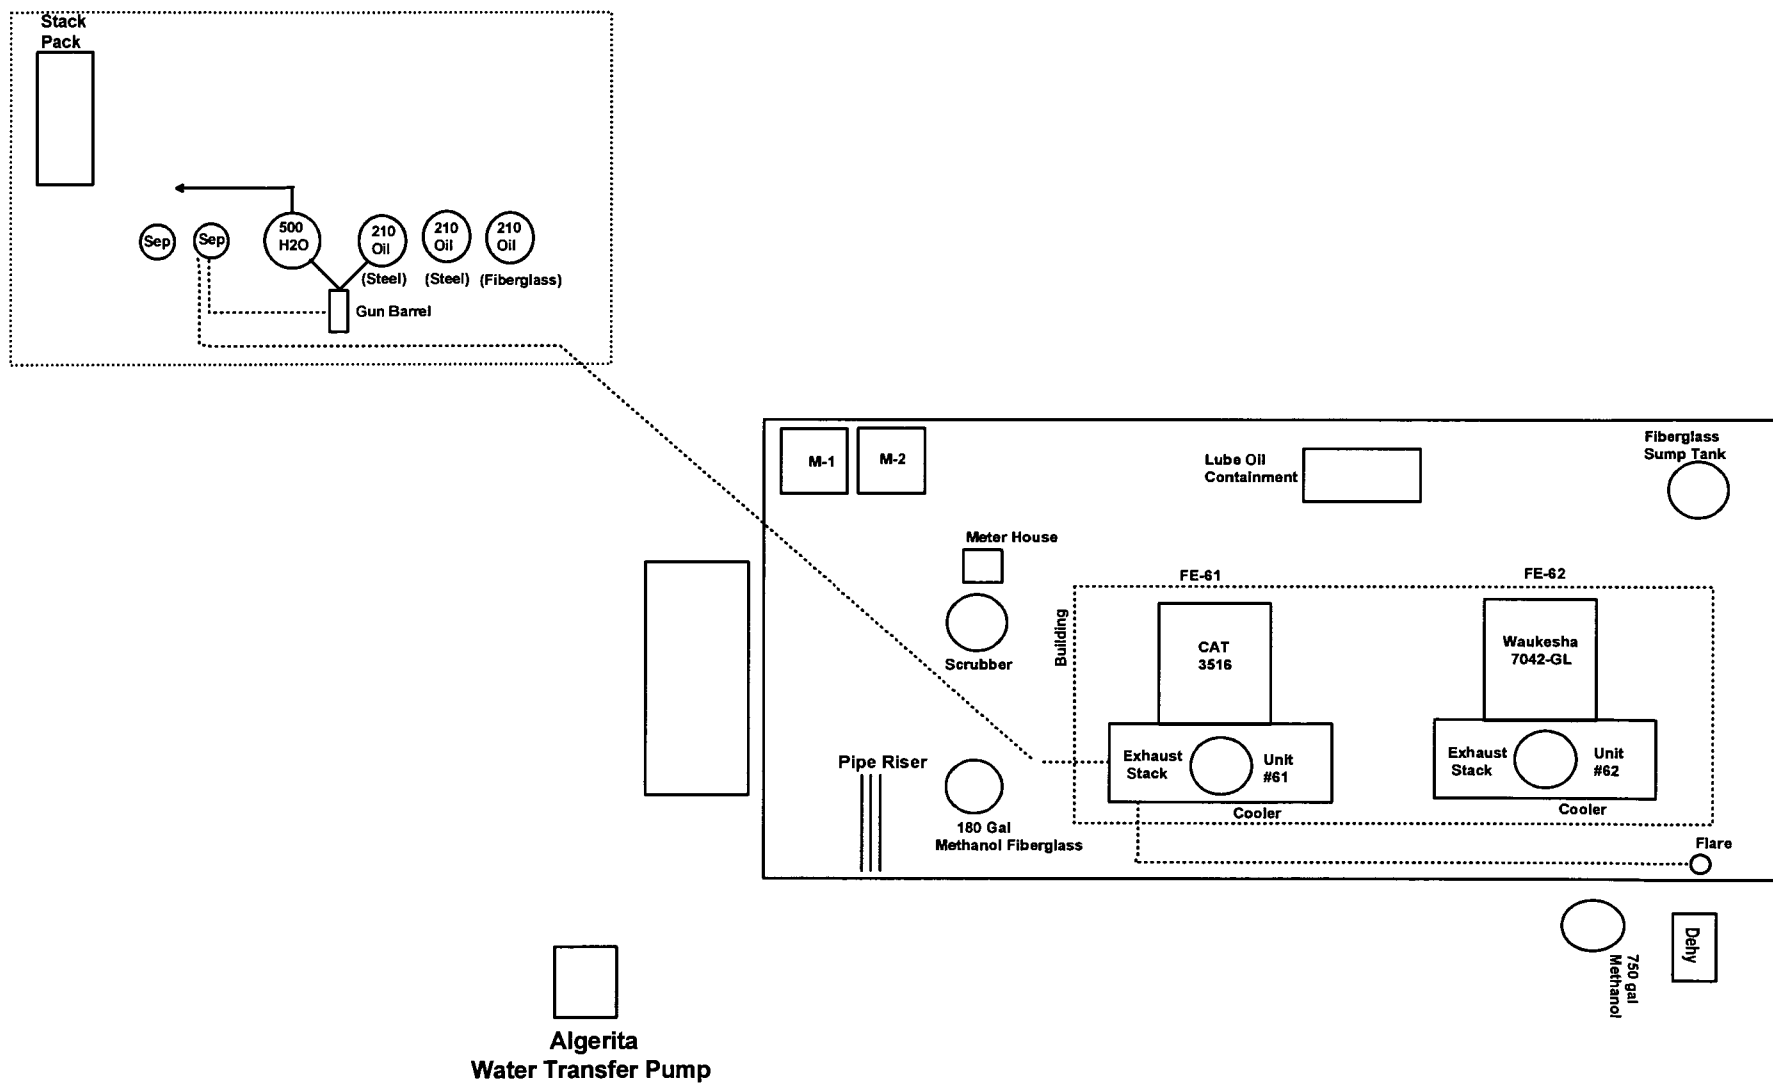 Stack
Pack
Sep
Sep
500
H2O
210
Oil
210
Oil
210
Oil
(Steel)
(Steel)
(Fiberglass)
Gun Barrel
M-1
M-2
Lube Oil
Containment
Fiberglass
Sump Tank
Meter House
Scrubber
Building
FE-61
FE-62
CAT
3516
Waukesha
7042-GL
Exhaust
Stack
Unit
#61
Cooler
Exhaust
Stack
Unit
#62
Cooler
Pipe Riser
180 Gal
Methanol Fiberglass
Flare
750 gal
Methanol
Dehy
Algerita
Water Transfer Pump